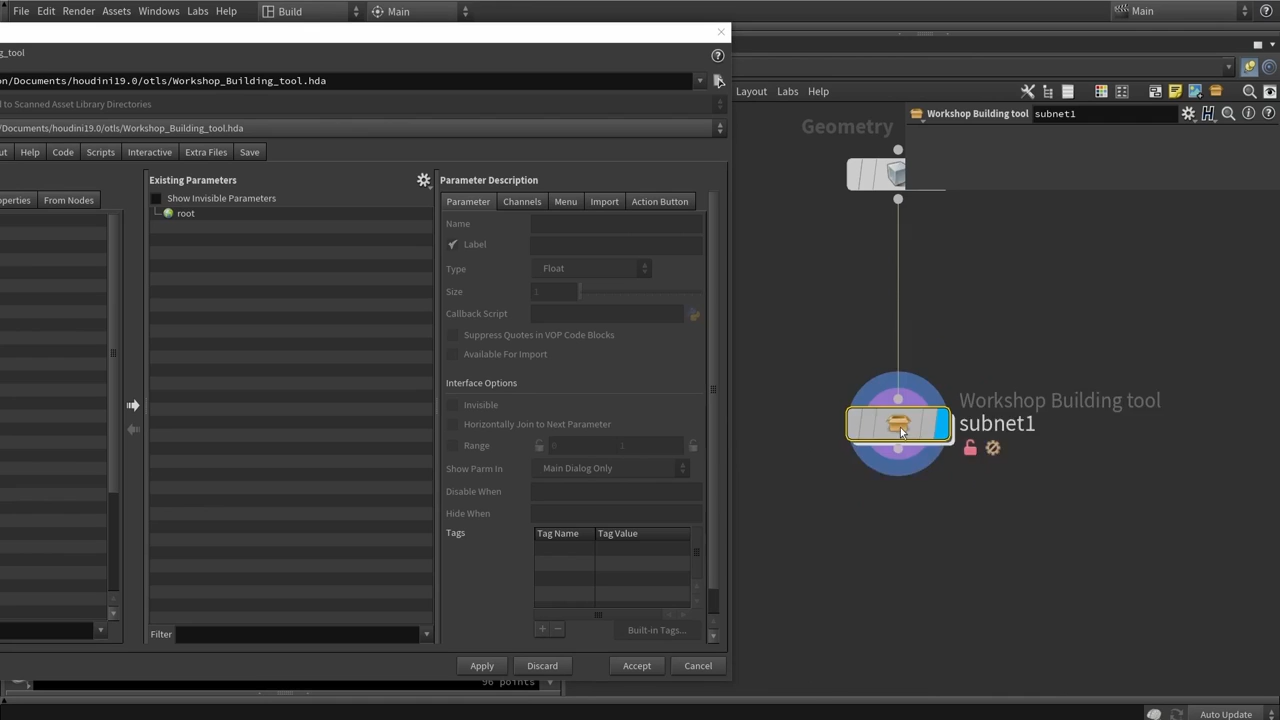 File Edit Render Assets Windows Labs Help Build Main Main
g_tool
n/Documents/houdini19.0/otls/Workshop_Building_tool.hda
d to Scanned Asset Library Directories
/Documents/houdini19.0/otls/Workshop_Building_tool.hda
ut Help Code Scripts Interactive Extra Files Save
operties From Nodes
Existing Parameters
Show Invisible Parameters
root
Filter
Parameter Description
Parameter Channels Menu Import Action Button
Name
Label
Type Float
Size 1
Callback Script
Suppress Quotes in VOP Code Blocks
Available For Import
Interface Options
Invisible
Horizontally Join to Next Parameter
Range 0 1
Show Parm In Main Dialog Only
Disable When
Hide When
Tags Tag Name Tag Value
+ − Built-in Tags...
Apply Discard Accept Cancel
96 points
Layout Labs Help
Workshop Building tool subnet1
Geometry
Workshop Building tool
subnet1
Auto Update